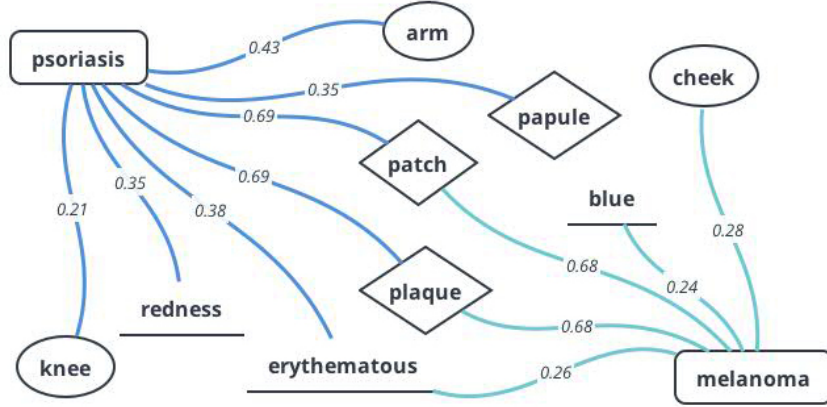 arm
0.43
psoriasis
cheek
0.35
papule
0.69
patch
0.69
0.35
blue
0.21
0.38
0.28
0.68
0.24
plaque
redness
0.68
knee
erythematous
0.26
melanoma